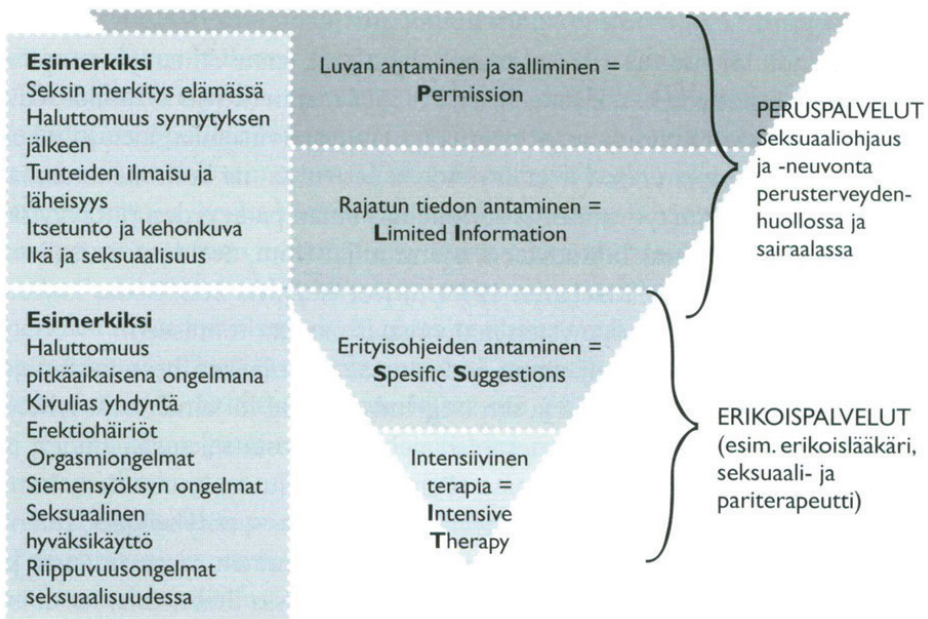 Esimerkiksi
Seksin merkitys elämässä
Haluttomuus synnytyksen
jälkeen
Tunteiden ilmaisu ja
läheisyys
Itsetunto ja kehonkuva
Ikä ja seksuaalisuus
Luvan antaminen ja salliminen =
Permission
Rajatun tiedon antaminen =
Limited Information
PERUSPALVELUT
Seksuaaliohjaus
ja -neuvonta
perusterveyden-
huollossa ja
sairaalassa
Esimerkiksi
Haluttomuus
pitkäaikaisena ongelmana
Kivulias yhdyntä
Erektiohäiriöt
Orgasmiongelmat
Siemensyöksyn ongelmat
Seksuaalinen
hyväksikäyttö
Riippuvuusongelmat
seksuaalisuudessa
Erityisohjeiden antaminen =
Spesific Suggestions
Intensiivinen
terapia =
Intensive
Therapy
ERIKOISPALVELUT
(esim. erikoislääkäri,
seksuaali- ja
pariterapeutti)